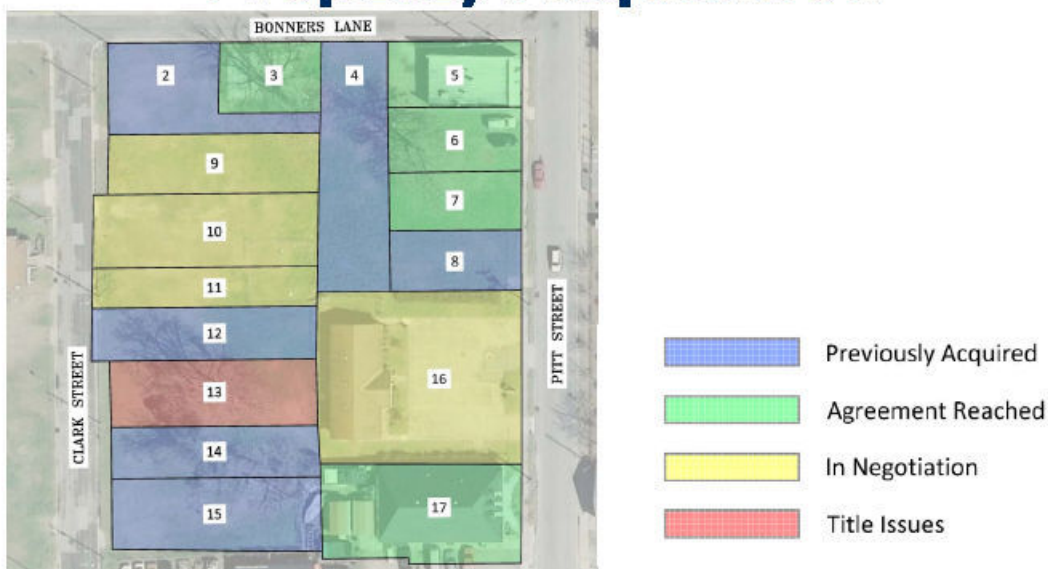 BONNERS LANE
2
3
4
5
6
7
8
9
10
11
12
13
14
15
16
17
CLARK STREET
PITT STREET
Previously Acquired
Agreement Reached
In Negotiation
Title Issues